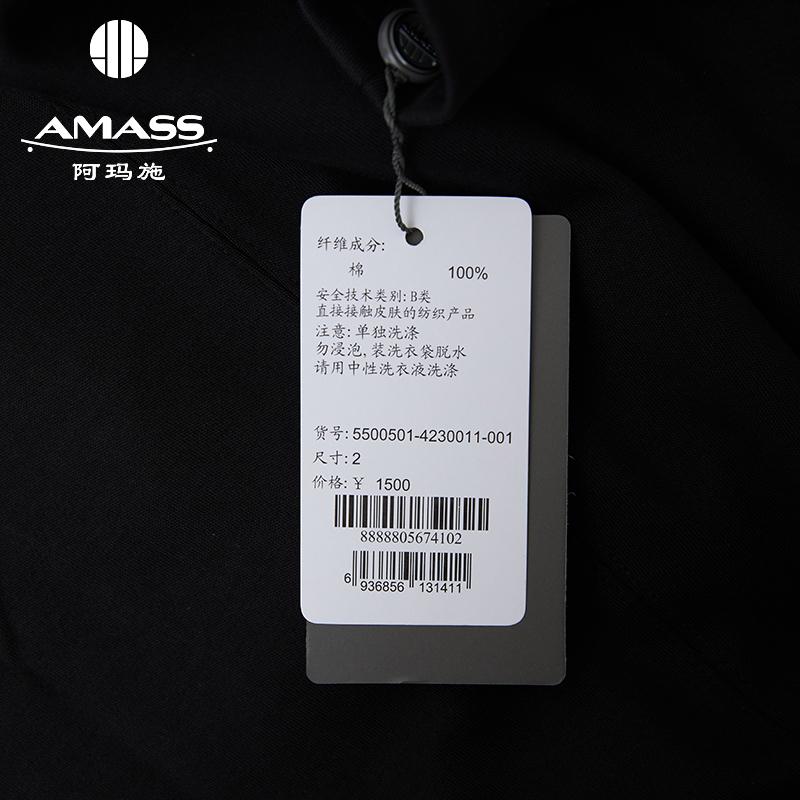 AMASS
AMASS
阿玛施
纤维成分:
棉 100%
安全技术类别: B类
直接接触皮肤的纺织产品
注意: 单独洗涤
勿浸泡, 装洗衣袋脱水
请用中性洗衣液洗涤
货号: 5500501-4230011-001
尺寸: 2
价格: ¥ 1500
8888805674102
6 936856 131411